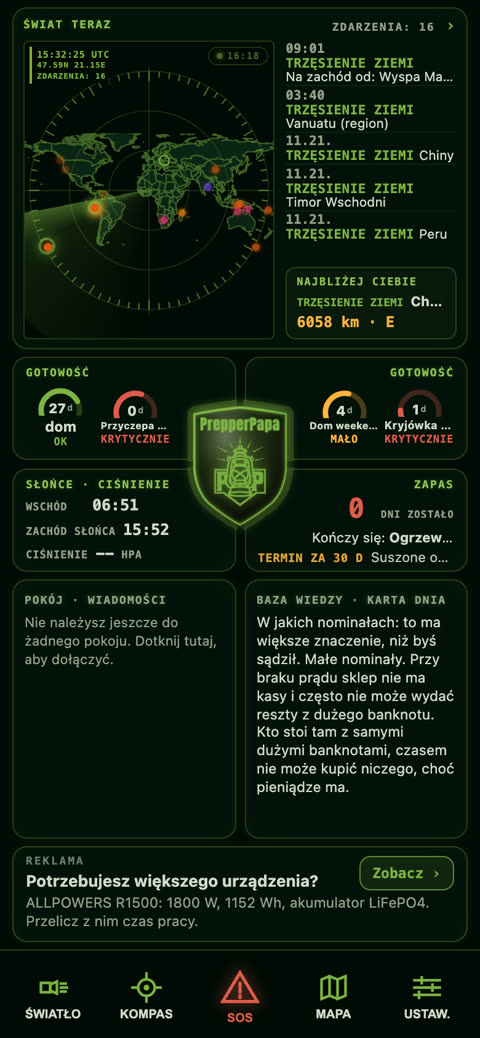 ŚWIAT TERAZ
ZDARZENIA: 16 ›
15:32:25 UTC
47.59N 21.15E
ZDARZENIA: 16
16:18
09:01
TRZĘSIENIE ZIEMI
Na zachód od: Wyspa Ma...
03:40
TRZĘSIENIE ZIEMI
Vanuatu (region)
11.21.
TRZĘSIENIE ZIEMI Chiny
11.21.
TRZĘSIENIE ZIEMI
Timor Wschodni
11.21.
TRZĘSIENIE ZIEMI Peru
NAJBLIŻEJ CIEBIE
TRZĘSIENIE ZIEMI Ch...
6058 km · E
GOTOWOŚĆ
27d
dom
OK
0d
Przyczepa ...
KRYTYCZNIE
GOTOWOŚĆ
4d
Dom weeke...
MAŁO
1d
Kryjówka ...
KRYTYCZNIE
PrepperPapa
P P
SŁOŃCE · CIŚNIENIE
WSCHÓD 06:51
ZACHÓD SŁOŃCA 15:52
CIŚNIENIE —— HPA
ZAPAS
0 DNI ZOSTAŁO
Kończy się: Ogrzew...
TERMIN ZA 30 D Suszone o...
POKÓJ · WIADOMOŚCI
Nie należysz jeszcze do
żadnego pokoju. Dotknij tutaj,
aby dołączyć.
BAZA WIEDZY · KARTA DNIA
W jakich nominałach: to ma
większe znaczenie, niż byś
sądził. Małe nominały. Przy
braku prądu sklep nie ma
kasy i często nie może wydać
reszty z dużego banknotu.
Kto stoi tam z samymi
dużymi banknotami, czasem
nie może kupić niczego, choć
pieniądze ma.
REKLAMA
Potrzebujesz większego urządzenia?
ALLPOWERS R1500: 1800 W, 1152 Wh, akumulator LiFePO4.
Przelicz z nim czas pracy.
Zobacz ›
ŚWIATŁO
KOMPAS
SOS
MAPA
USTAW.